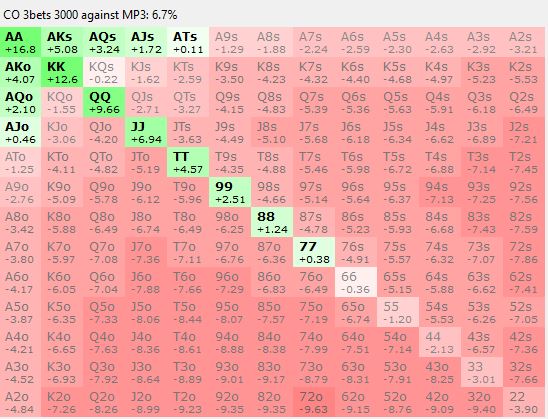 CO 3bets 3000 against MP3: 6.7%
AA AKs AQs AJs ATs A9s A8s A7s A6s A5s A4s A3s A2s
+16.8 +5.08 +3.24 +1.72 +0.11 -1.29 -1.88 -2.24 -2.59 -2.30 -2.63 -2.92 -3.21
AKo KK KQs KJs KTs K9s K8s K7s K6s K5s K4s K3s K2s
+4.07 +12.6 -0.22 -1.62 -2.59 -3.50 -4.23 -4.32 -4.40 -4.68 -4.97 -5.23 -5.53
AQo KQo QQ QJs QTs Q9s Q8s Q7s Q6s Q5s Q4s Q3s Q2s
+2.10 -1.55 +9.66 -2.71 -3.27 -4.15 -4.83 -5.39 -5.36 -5.63 -5.91 -6.18 -6.49
AJo KJo QJo JJ JTs J9s J8s J7s J6s J5s J4s J3s J2s
+0.46 -3.06 -4.20 +6.94 -3.63 -4.49 -5.10 -5.68 -6.18 -6.34 -6.62 -6.89 -7.21
ATo KTo QTo JTo TT T9s T8s T7s T6s T5s T4s T3s T2s
-1.25 -4.11 -4.82 -5.19 +4.57 -4.35 -4.88 -5.46 -5.98 -6.72 -6.88 -7.14 -7.45
A9o K9o Q9o J9o T9o 99 98s 97s 96s 95s 94s 93s 92s
-2.76 -5.09 -5.78 -6.12 -5.96 +2.51 -4.66 -5.14 -5.64 -6.37 -7.13 -7.25 -7.56
A8o K8o Q8o J8o T8o 98o 88 87s 86s 85s 84s 83s 82s
-3.42 -5.88 -6.49 -6.74 -6.49 -6.25 +1.24 -4.78 -5.23 -5.93 -6.68 -7.43 -7.59
A7o K7o Q7o J7o T7o 97o 87o 77 76s 75s 74s 73s 72s
-3.80 -5.97 -7.08 -7.36 -7.11 -6.76 -6.36 +0.38 -4.91 -5.57 -6.32 -7.07 -7.86
A6o K6o Q6o J6o T6o 96o 86o 76o 66 65s 64s 63s 62s
-4.17 -6.05 -7.04 -7.88 -7.66 -7.29 -6.83 -6.49 -0.36 -5.15 -5.88 -6.62 -7.41
A5o K5o Q5o J5o T5o 95o 85o 75o 65o 55 54s 53s 52s
-3.87 -6.35 -7.33 -8.06 -8.44 -8.07 -7.57 -7.19 -6.74 -1.20 -5.53 -6.26 -7.05
A4o K4o Q4o J4o T4o 94o 84o 74o 64o 54o 44 43s 42s
-4.21 -6.65 -7.63 -8.36 -8.61 -8.88 -8.38 -7.99 -7.51 -7.14 -2.13 -6.57 -7.36
A3o K3o Q3o J3o T3o 93o 83o 73o 63o 53o 43o 33 32s
-4.52 -6.93 -7.92 -8.64 -8.89 -9.01 -9.17 -8.79 -8.31 -7.91 -8.25 -3.01 -7.66
A2o K2o Q2o J2o T2o 92o 82o 72o 62o 52o 42o 32o 22
-4.84 -7.26 -8.26 -8.99 -9.23 -9.35 -9.35 -9.63 -9.15 -8.76 -9.09 -9.40 -3.90